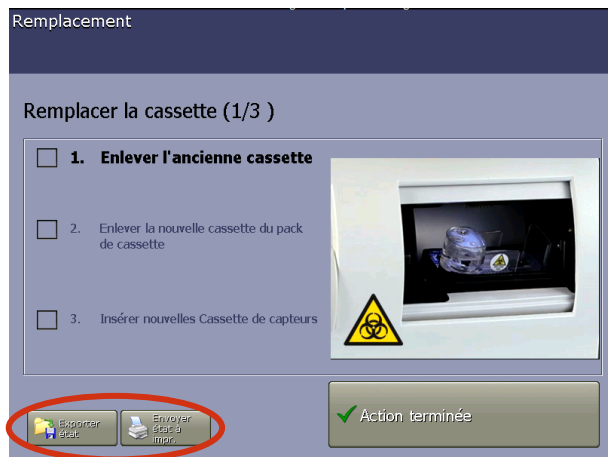 Remplacement
Remplacer la cassette (1/3 )
1. Enlever l'ancienne cassette
2. Enlever la nouvelle cassette du pack
de cassette
3. Insérer nouvelles Cassette de capteurs
Exporter
état
Envoyer
état à
impr.
Action terminée